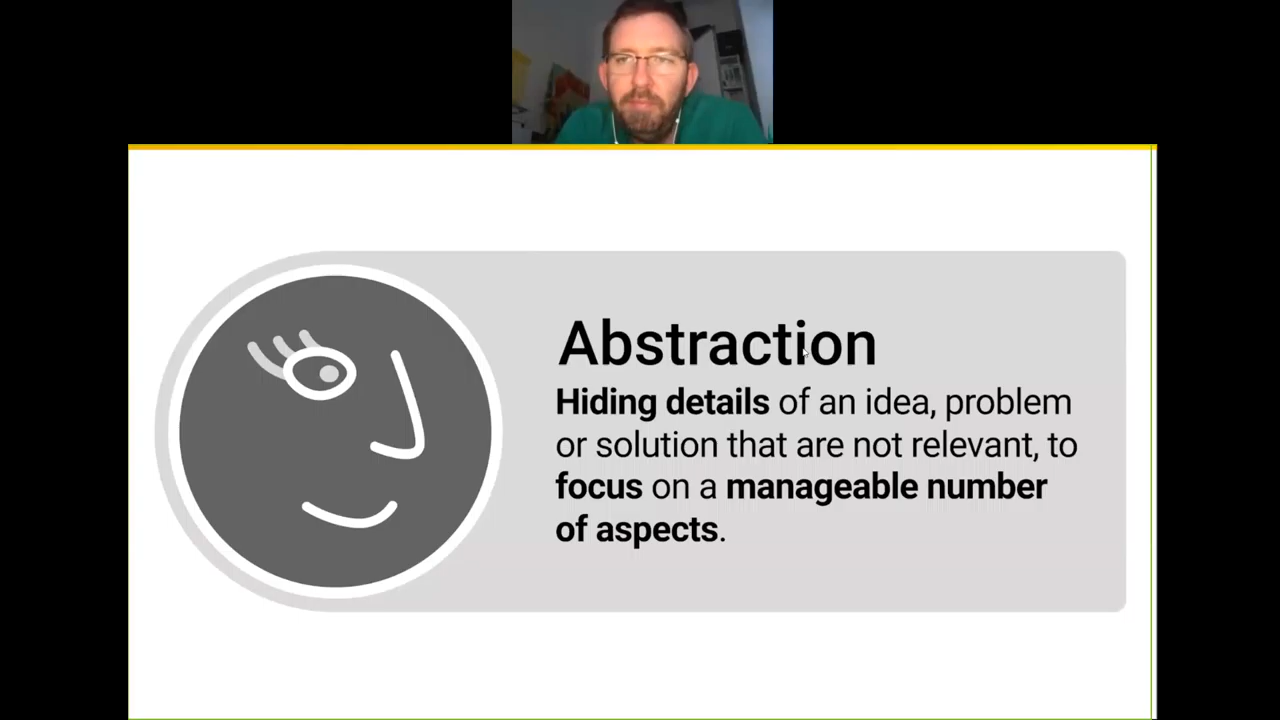 Abstraction
Hiding details of an idea, problem
or solution that are not relevant, to
focus on a manageable number
of aspects.